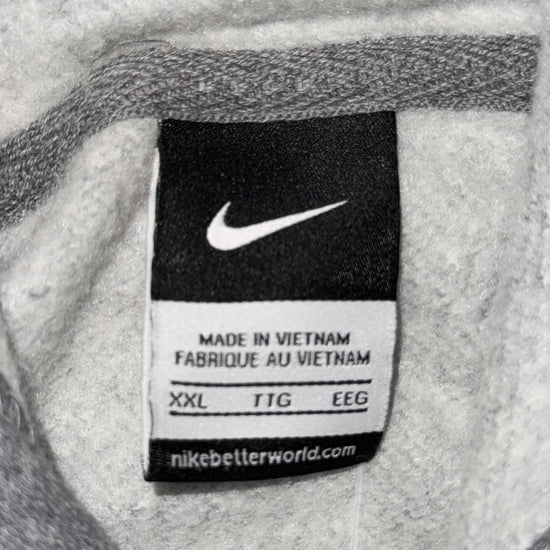 MADE IN VIETNAM
FABRIQUE AU VIETNAM
XXL TTG EEG
nikebetterworld.com